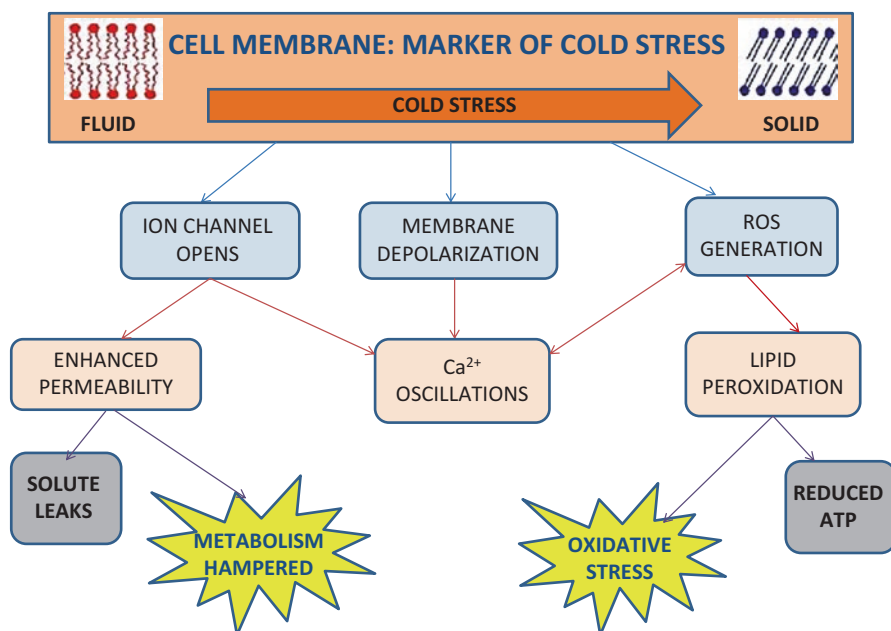 CELL MEMBRANE: MARKER OF COLD STRESS
COLD STRESS
FLUID
SOLID
ION CHANNEL
OPENS
MEMBRANE
DEPOLARIZATION
ROS
GENERATION
ENHANCED
PERMEABILITY
Ca²⁺
OSCILLATIONS
LIPID
PEROXIDATION
SOLUTE
LEAKS
METABOLISM
HAMPERED
OXIDATIVE
STRESS
REDUCED
ATP